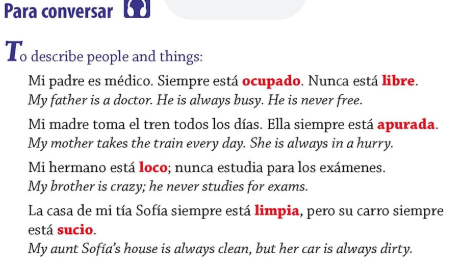 Para conversar
To describe people and things:
Mi padre es médico. Siempre está ocupado. Nunca está libre.
My father is a doctor. He is always busy. He is never free.
Mi madre toma el tren todos los días. Ella siempre está apurada.
My mother takes the train every day. She is always in a hurry.
Mi hermano está loco; nunca estudia para los exámenes.
My brother is crazy; he never studies for exams.
La casa de mi tía Sofía siempre está limpia, pero su carro siempre
está sucio.
My aunt Sofía's house is always clean, but her car is always dirty.